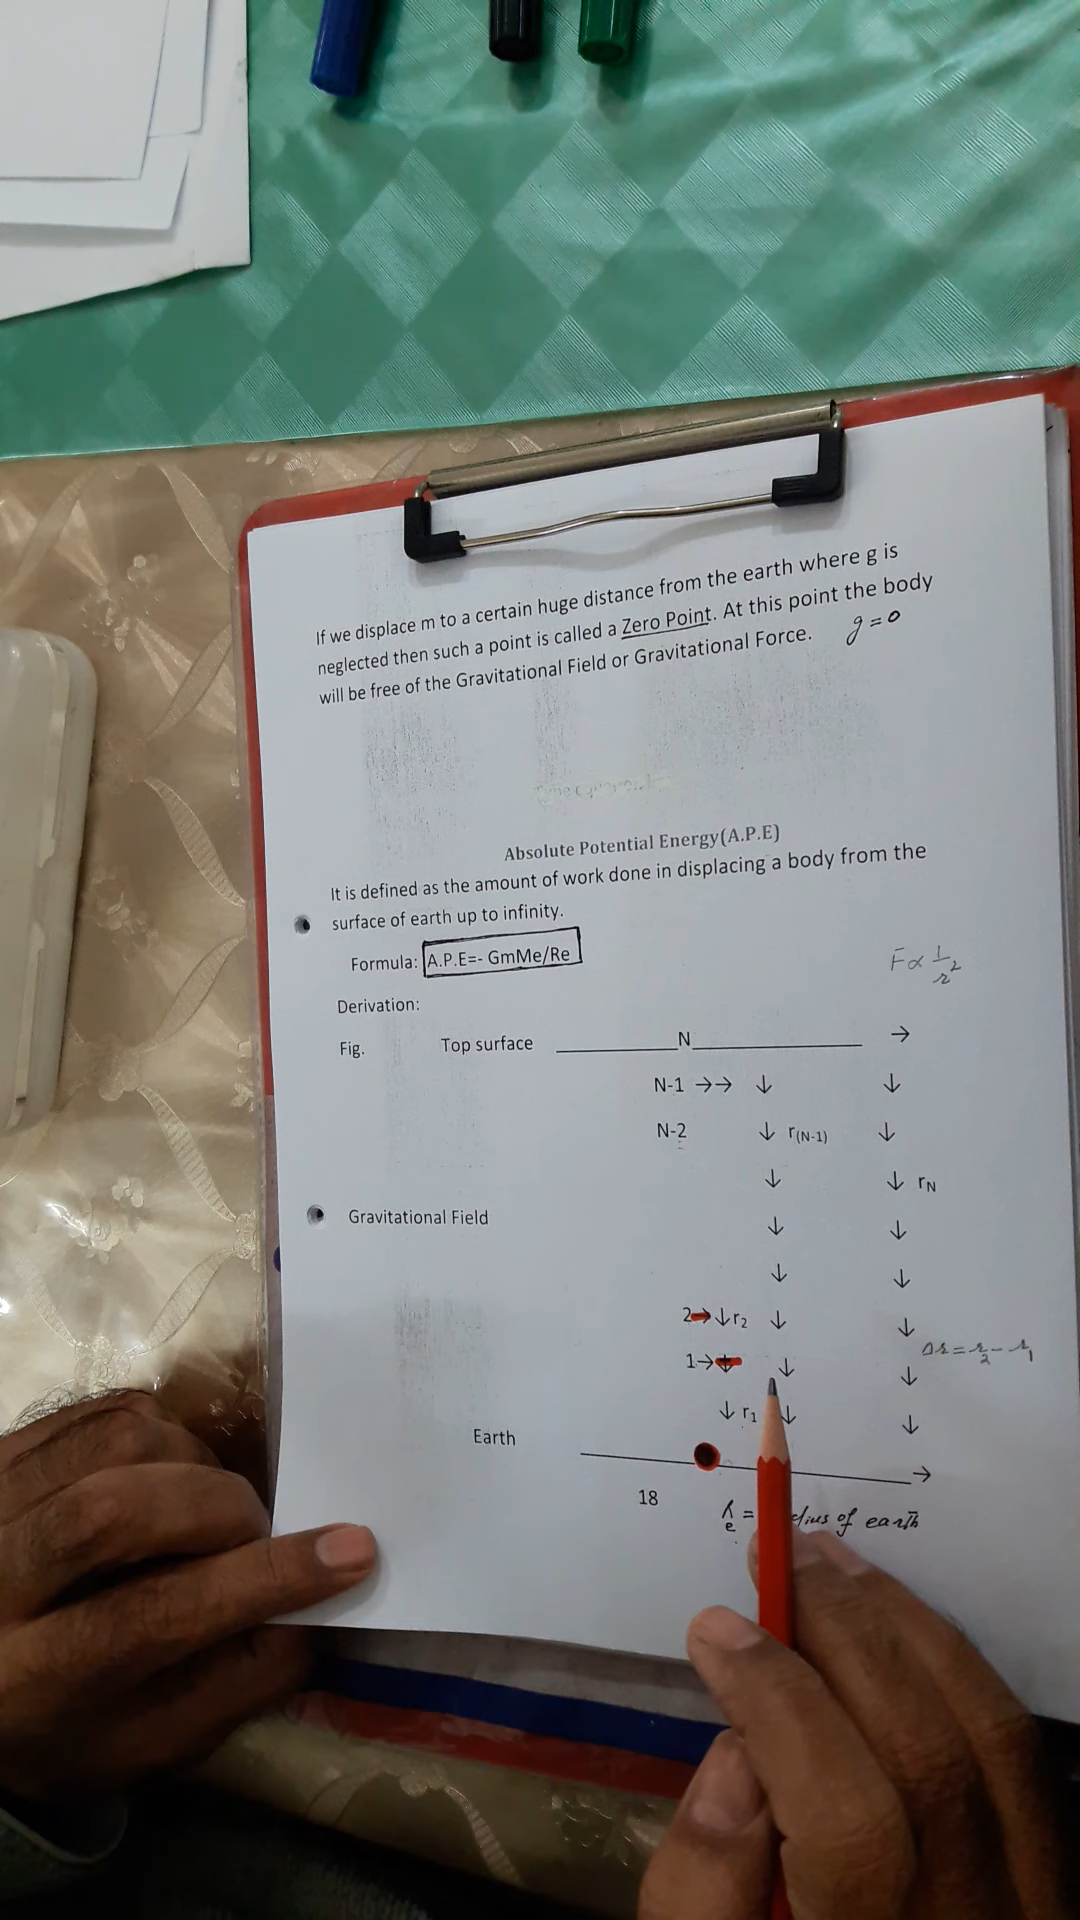 If we displace m to a certain huge distance from the earth where g is
neglected then such a point is called a Zero Point. At this point the body
will be free of the Gravitational Field or Gravitational Force. g=0
Absolute Potential Energy(A.P.E)
It is defined as the amount of work done in displacing a body from the
surface of earth up to infinity.
Formula: A.P.E=- GmMe/Re
F∝1/r²
Derivation:
Fig. Top surface N →
N-1 →→ ↓ ↓
N-2 ↓ r(N-1) ↓
↓ ↓ rN
Gravitational Field ↓ ↓
↓ ↓
2→ ↓r2 ↓ ↓
Δr=r2-r1
1→↓ ↓ ↓
↓ r1 ↓ ↓
Earth →
18
of earth